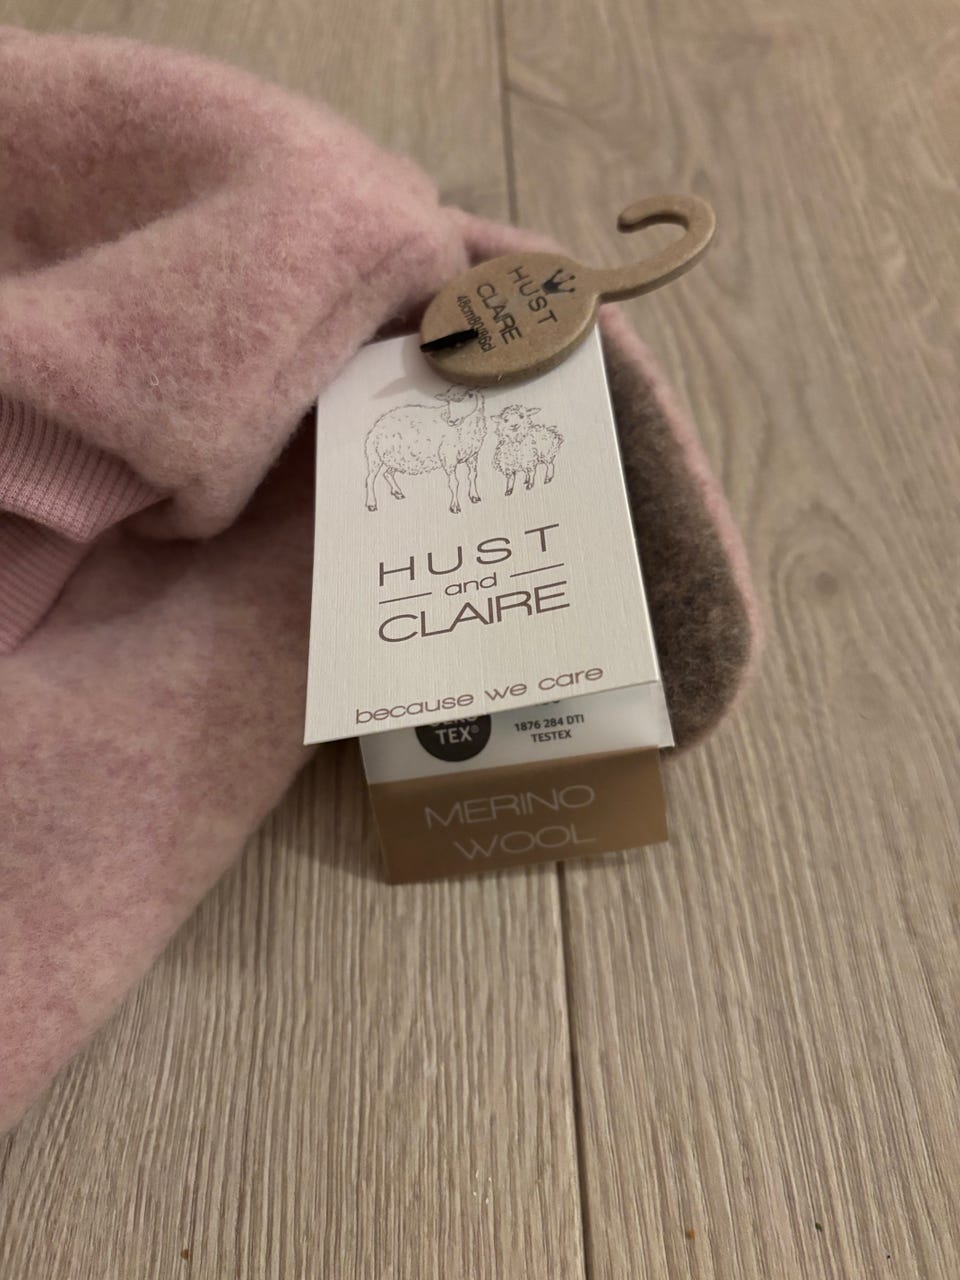 HUST
CLAIRE
HUST
and
CLAIRE
because we care
TEX®
1876 284 DTI
TESTEX
MERINO
WOOL